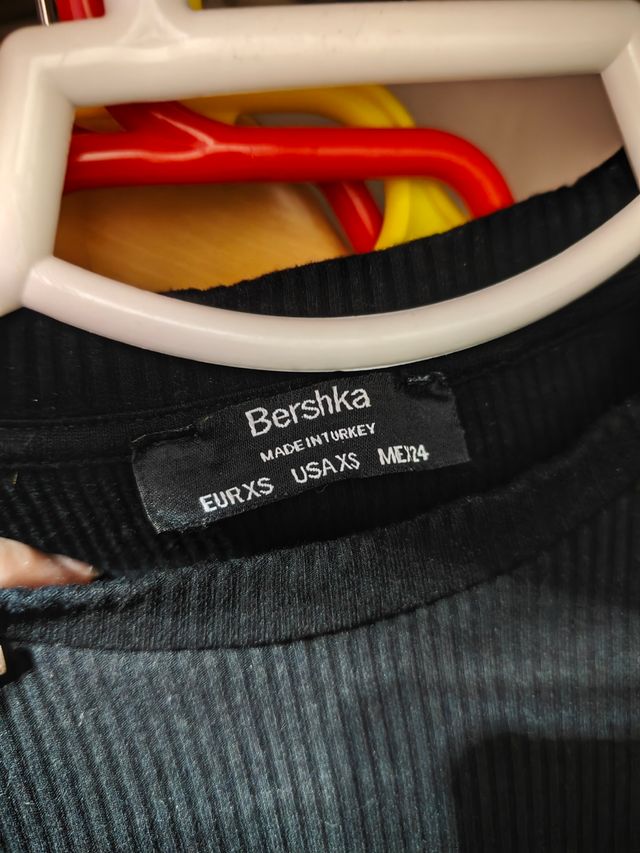 Bershka
MADE IN TURKEY
EUR XS USA XS MEX 24